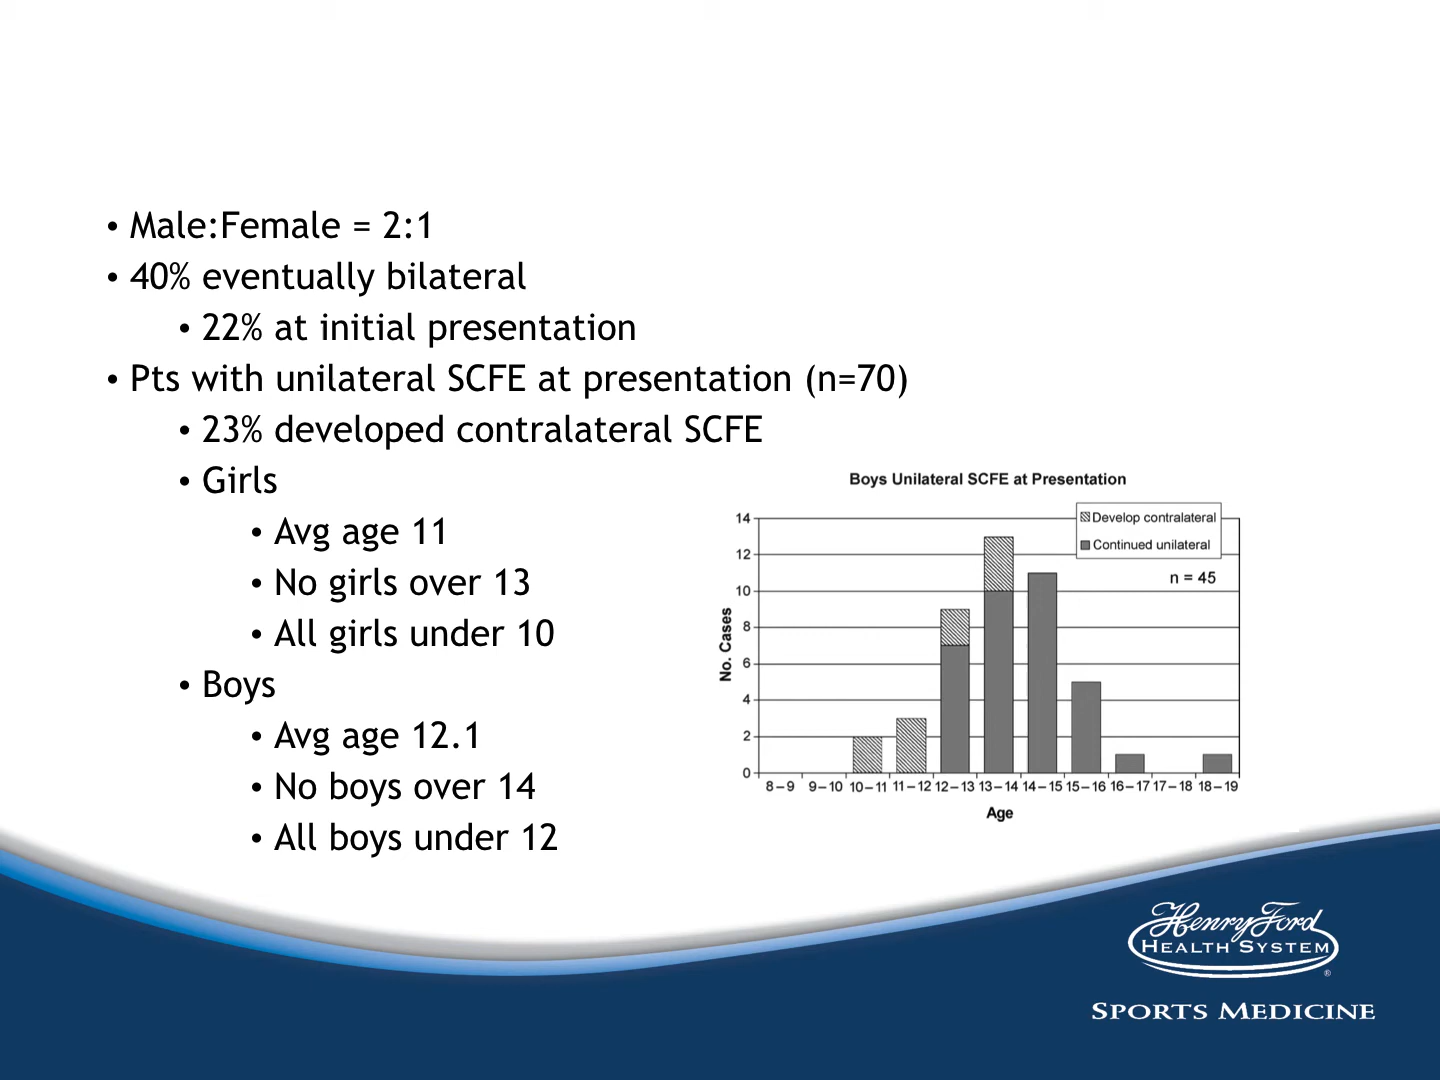 • Male:Female = 2:1
• 40% eventually bilateral
• 22% at initial presentation
• Pts with unilateral SCFE at presentation (n=70)
• 23% developed contralateral SCFE
• Girls
• Avg age 11
• No girls over 13
• All girls under 10
• Boys
• Avg age 12.1
• No boys over 14
• All boys under 12
Boys Unilateral SCFE at Presentation
Develop contralateral
Continued unilateral
n = 45
No. Cases
14
12
10
8
6
4
2
0
8–9 9–10 10–11 11–12 12–13 13–14 14–15 15–16 16–17 17–18 18–19
Age
Henry Ford
HEALTH SYSTEM
®
SPORTS MEDICINE